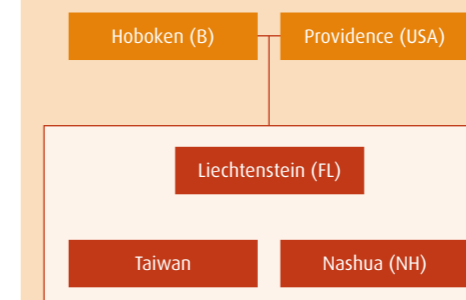 Hoboken (B)
Providence (USA)
Liechtenstein (FL)
Taiwan
Nashua (NH)